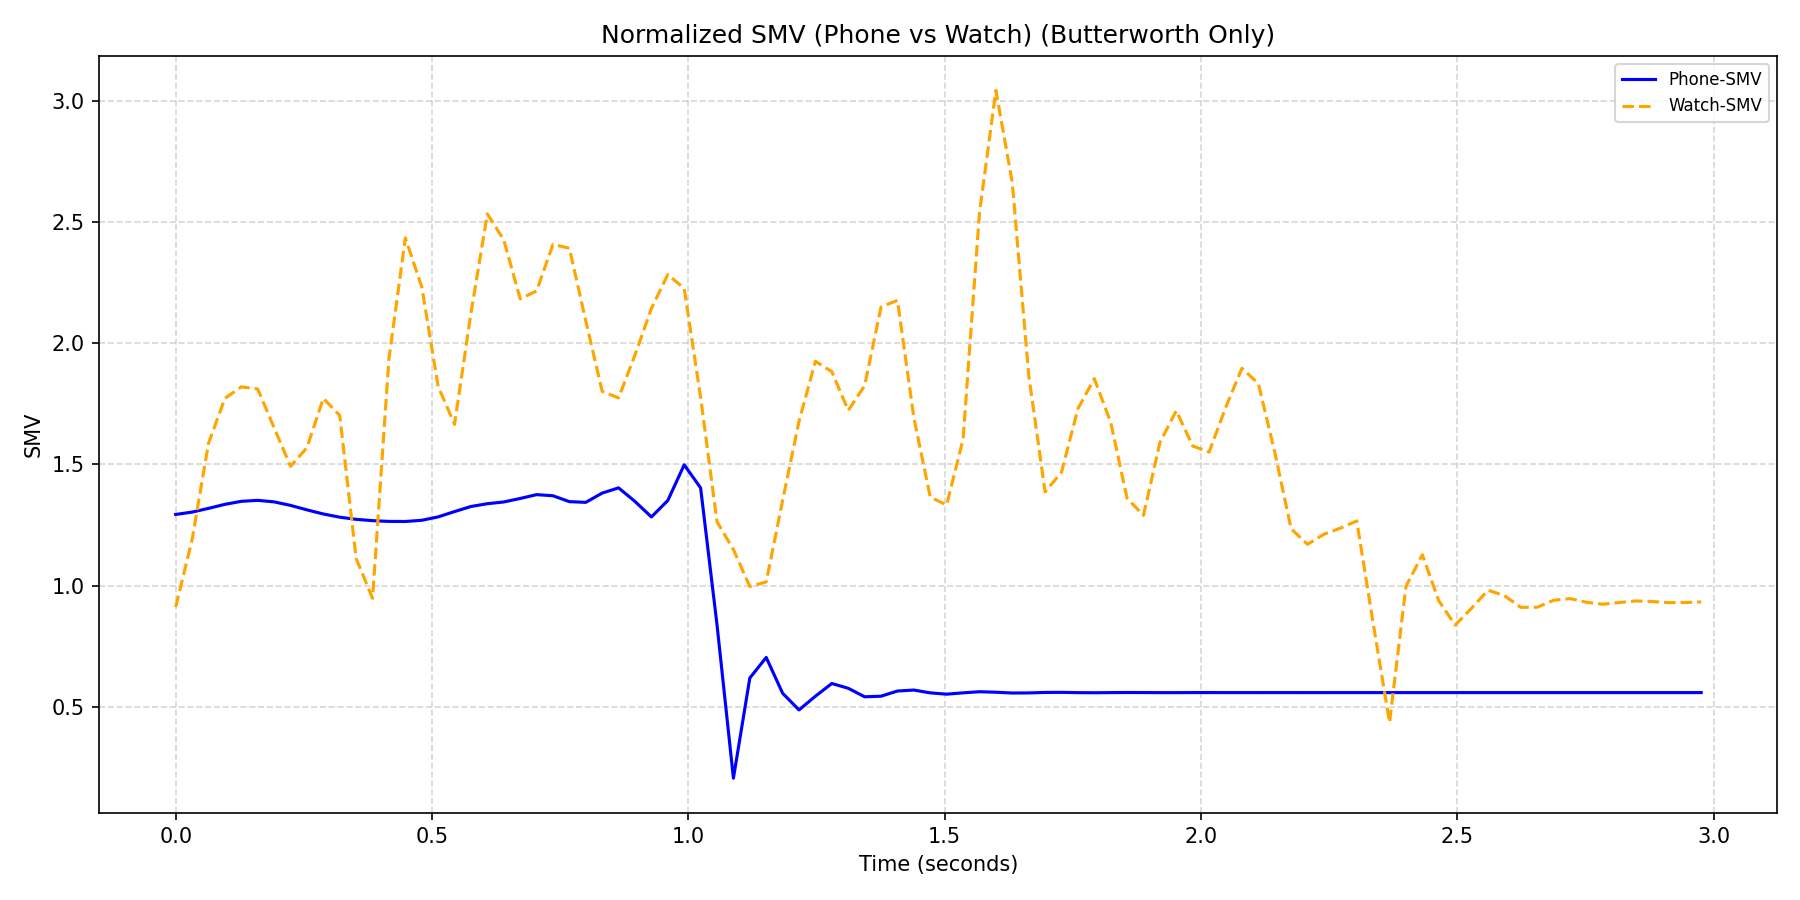 Normalized SMV (Phone vs Watch) (Butterworth Only)
Phone-SMV
Watch-SMV
SMV
3.0
2.5
2.0
1.5
1.0
0.5
0.0 0.5 1.0 1.5 2.0 2.5 3.0
Time (seconds)